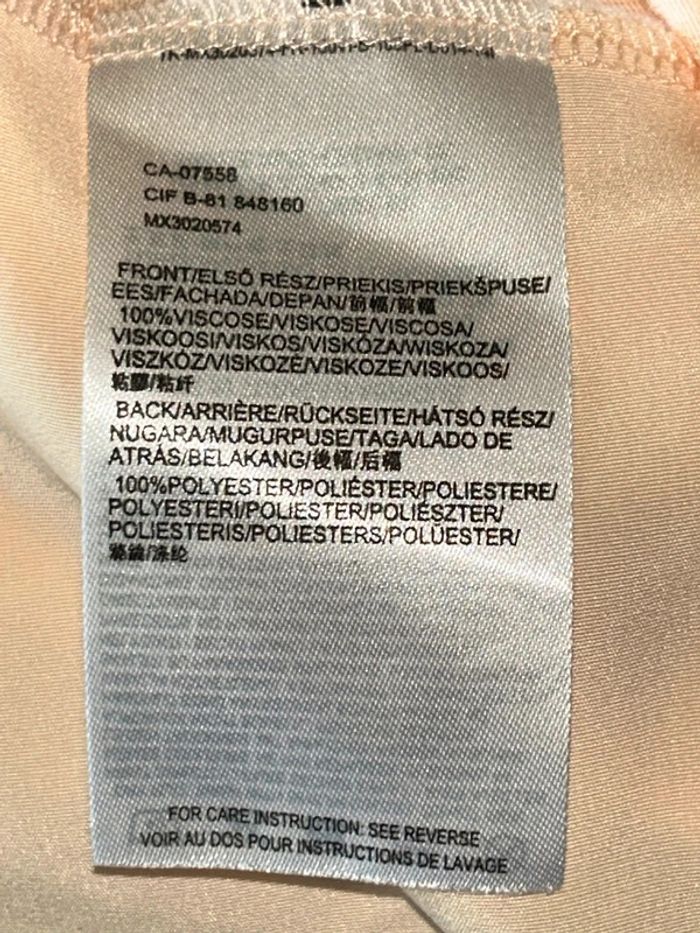 CA-07558
CIF B-81 848160
MX3020574
FRONT/ELSŐ RÉSZ/PRIEKIS/PRIEKŠPUSE/
EES/FACHADA/DEPAN/前幅/前幅
100%VISCOSE/VISKOSE/VISCOSA/
VISKOOSI/VISKOS/VISKÓZA/WISKOZA/
VISZKÓZ/VISKOZĖ/VISKOZE/VISKOOS/
粘膠/粘纤
BACK/ARRIÈRE/RÜCKSEITE/HÁTSÓ RÉSZ/
NUGARA/MUGURPUSE/TAGA/LADO DE
ATRÁS/BELAKANG/後幅/后幅
100%POLYESTER/POLIÉSTER/POLIESTERE/
POLYESTERI/POLIESTER/POLIÉSZTER/
POLIESTERIS/POLIESTERS/POLÜESTER/
滌綸/涤纶
FOR CARE INSTRUCTION: SEE REVERSE
VOIR AU DOS POUR INSTRUCTIONS DE LAVAGE